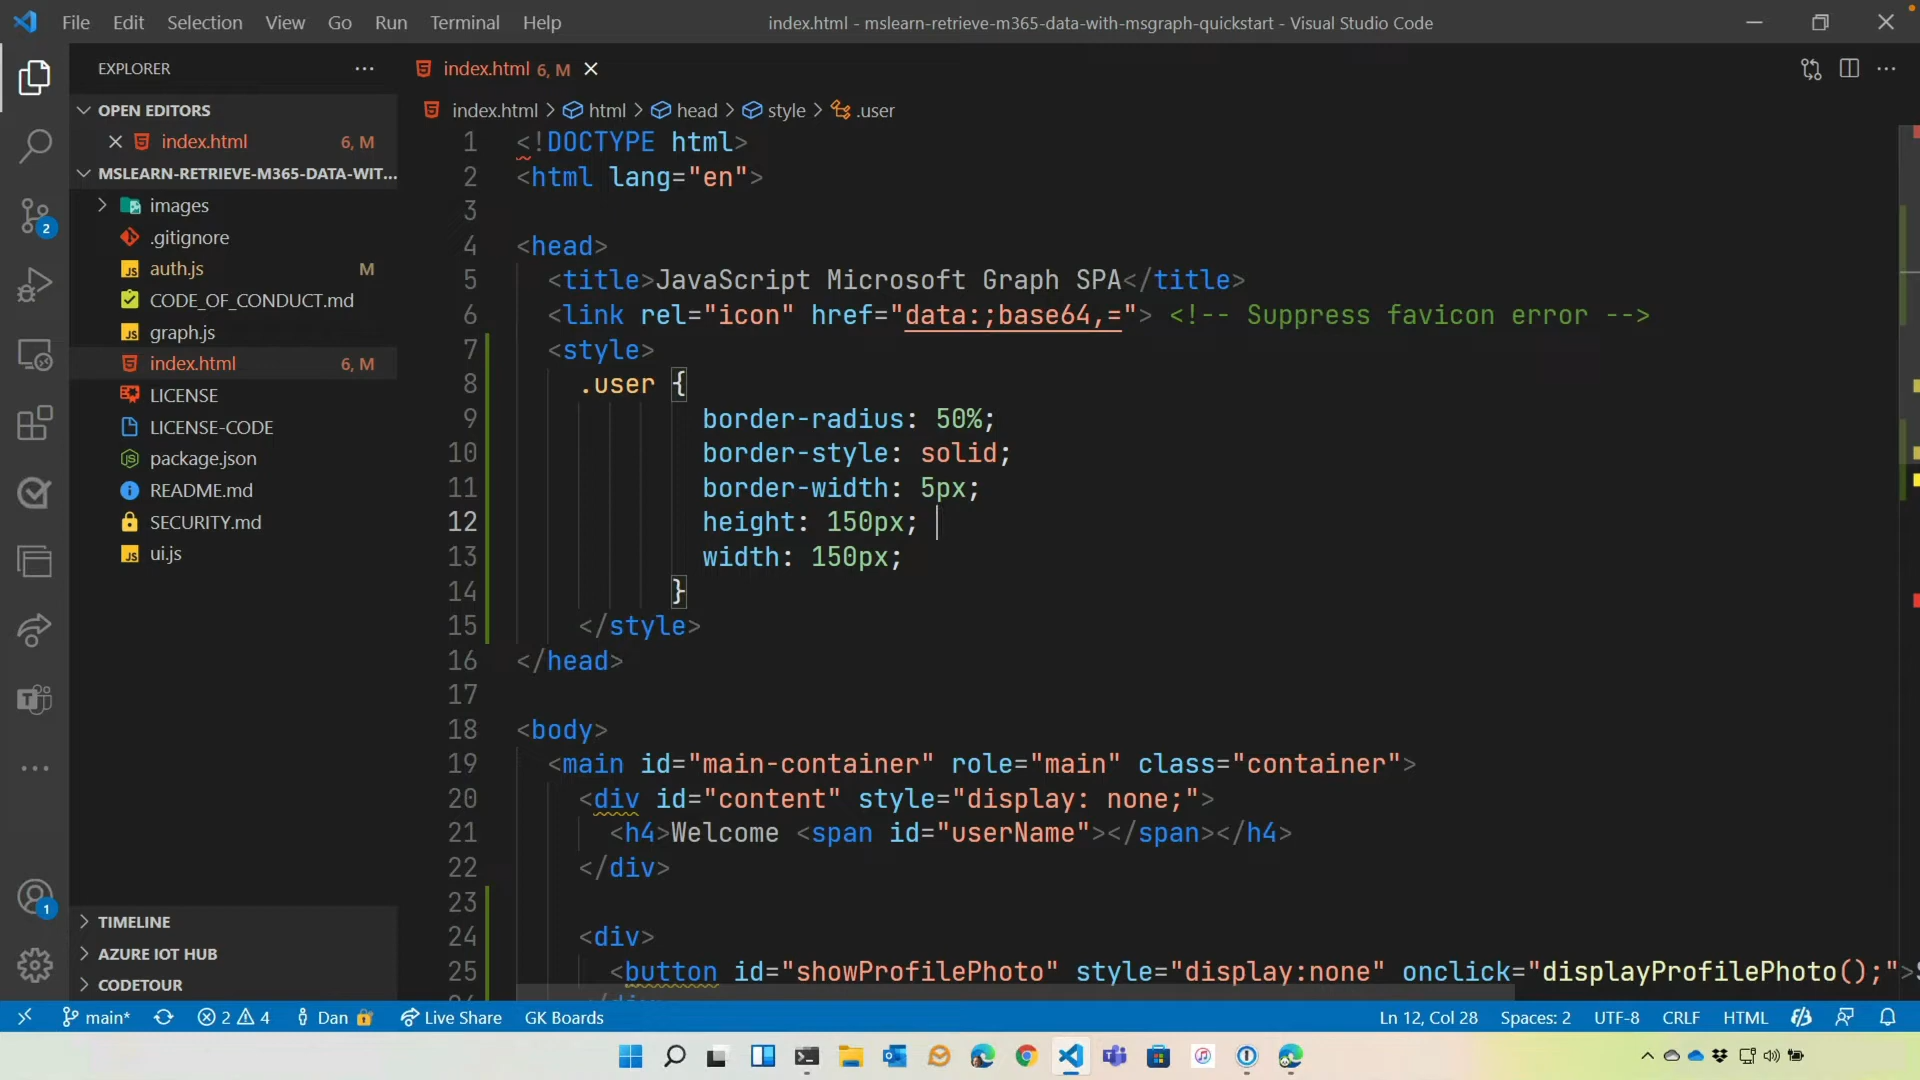 File Edit Selection View Go Run Terminal Help
index.html - mslearn-retrieve-m365-data-with-msgraph-quickstart - Visual Studio Code
EXPLORER
OPEN EDITORS
index.html 6, M
MSLEARN-RETRIEVE-M365-DATA-WIT...
images
.gitignore
auth.js M
CODE_OF_CONDUCT.md
graph.js
index.html 6, M
LICENSE
LICENSE-CODE
package.json
README.md
SECURITY.md
ui.js
TIMELINE
AZURE IOT HUB
CODETOUR
2
1
index.html 6, M
index.html > html > head > style > .user
1 <!DOCTYPE html>
2 <html lang="en">
3
4 <head>
5 <title>JavaScript Microsoft Graph SPA</title>
6 <link rel="icon" href="data:;base64,="> <!-- Suppress favicon error -->
7 <style>
8 .user {
9 border-radius: 50%;
10 border-style: solid;
11 border-width: 5px;
12 height: 150px;
13 width: 150px;
14 }
15 </style>
16 </head>
17
18 <body>
19 <main id="main-container" role="main" class="container">
20 <div id="content" style="display: none;">
21 <h4>Welcome <span id="userName"></span></h4>
22 </div>
23
24 <div>
25 <button id="showProfilePhoto" style="display:none" onclick="displayProfilePhoto();">
main* 2 4 Dan Live Share GK Boards
Ln 12, Col 28 Spaces: 2 UTF-8 CRLF HTML